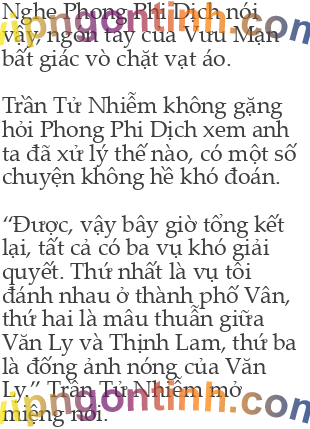 Nghe Phong Phi Dịch nói
vậy, ngón tay của Vưu Mạn
bất giác vò chặt vạt áo.
Trần Tử Nhiễm không gặng
hỏi Phong Phi Dịch xem anh
ta đã xử lý thế nào, có một số
chuyện không hề khó đoán.
“Được, vậy bây giờ tổng kết
lại, tất cả có ba vụ khó giải
quyết. Thứ nhất là vụ tôi
đánh nhau ở thành phố Vân,
thứ hai là mâu thuẫn giữa
Văn Ly và Thịnh Lam, thứ ba
là đống ảnh nóng của Văn
Ly.” Trần Tử Nhiễm mở
miệng nói.
vipngontinh.com
vipngontinh.com